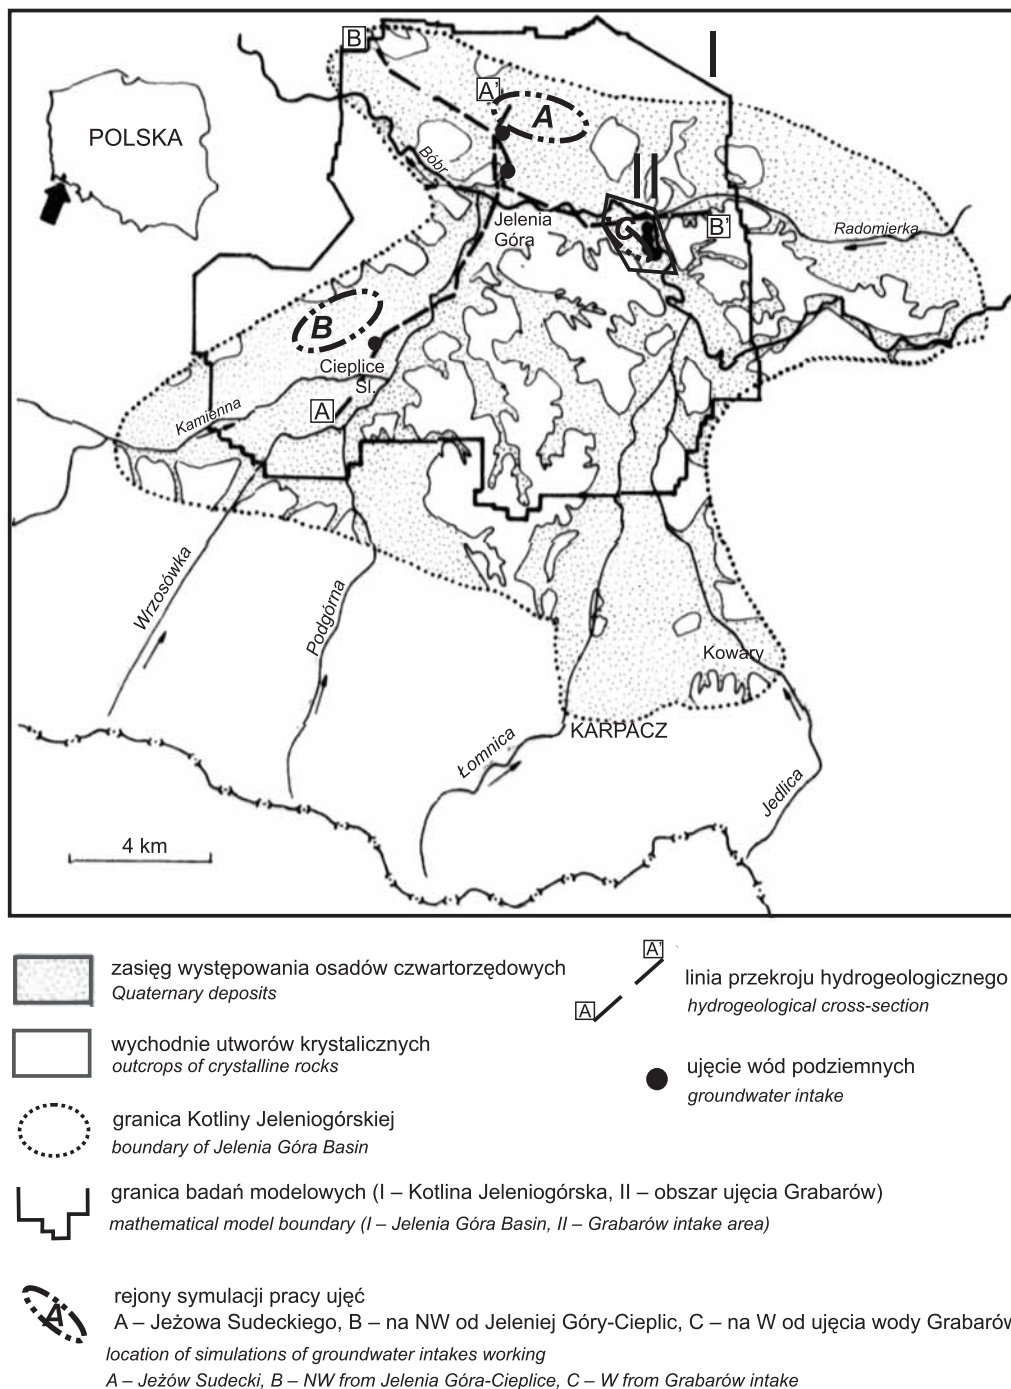 B
I
A'
A
POLSKA
Bóbr
II
Jelenia
Góra
C
B'
Radomierka
B
Cieplice
Śl.
A
Kamienna
Wrzosówka
Podgórna
Kowary
KARPACZ
Łomnica
Jedlica
4 km
zasięg występowania osadów czwartorzędowych
Quaternary deposits
wychodnie utworów krystalicznych
outcrops of crystalline rocks
granica Kotliny Jeleniogórskiej
boundary of Jelenia Góra Basin
A'
A
linia przekroju hydrogeologicznego
hydrogeological cross-section
ujęcie wód podziemnych
groundwater intake
granica badań modelowych (I – Kotlina Jeleniogórska, II – obszar ujęcia Grabarów)
mathematical model boundary (I – Jelenia Góra Basin, II – Grabarów intake area)
A
rejony symulacji pracy ujęć
A – Jeżowa Sudeckiego, B – na NW od Jeleniej Góry-Cieplic, C – na W od ujęcia wody Grabarów
location of simulations of groundwater intakes working
A – Jeżów Sudecki, B – NW from Jelenia Góra-Cieplice, C – W from Grabarów intake